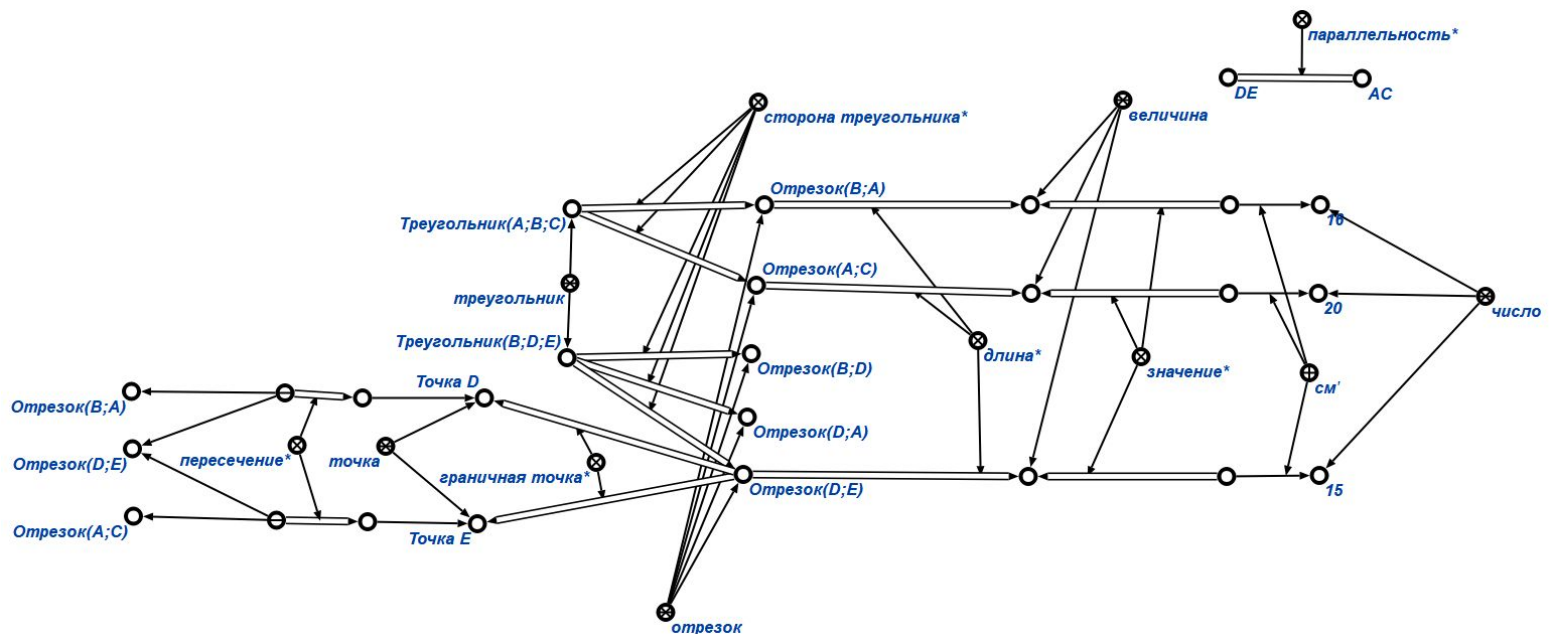 параллельность*
DE
AC
сторона треугольника*
величина
Отрезок(B;A)
Треугольник(A;B;C)
16
Отрезок(A;C)
треугольник
20
число
Треугольник(B;D;E)
длина*
Отрезок(B;D)
значение*
см'
Точка D
Отрезок(B;A)
Отрезок(D;A)
Отрезок(D;E)
пересечение*
точка
граничная точка*
Отрезок(D;E)
15
Отрезок(A;C)
Точка E
отрезок